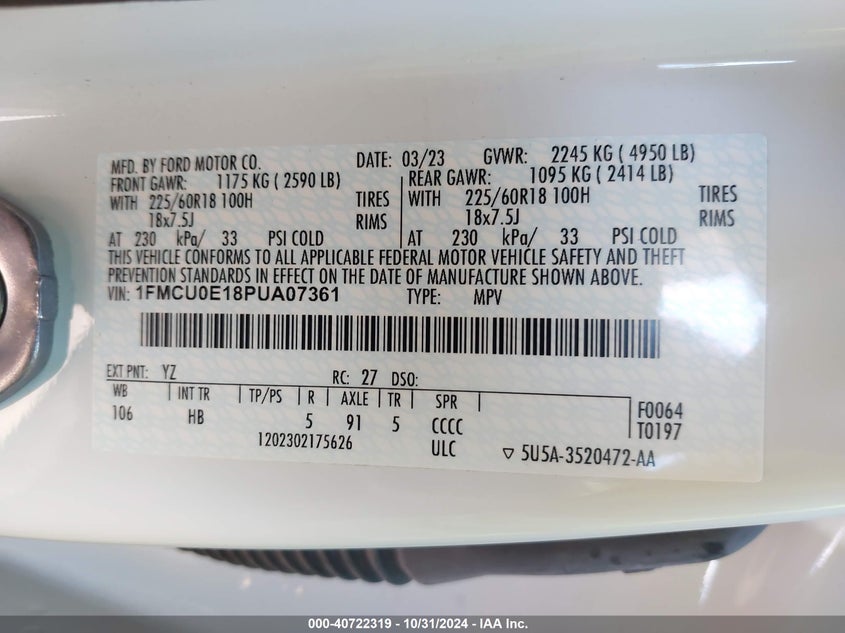 MFD. BY FORD MOTOR CO. DATE: 03/23 GVWR: 2245 KG ( 4950 LB)
FRONT GAWR: 1175 KG ( 2590 LB) REAR GAWR: 1095 KG ( 2414 LB)
WITH 225/60R18 100H TIRES WITH 225/60R18 100H TIRES
18x7.5J RIMS 18x7.5J RIMS
AT 230 kPa/ 33 PSI COLD AT 230 kPa/ 33 PSI COLD
THIS VEHICLE CONFORMS TO ALL APPLICABLE FEDERAL MOTOR VEHICLE SAFETY AND THEFT
PREVENTION STANDARDS IN EFFECT ON THE DATE OF MANUFACTURE SHOWN ABOVE.
VIN: 1FMCU0E18PUA07361 TYPE: MPV
EXT PNT: YZ RC: 27 DSO:
WB INT TR TP/PS R AXLE TR SPR F0064
106 HB 5 91 5 CCCC T0197
1202302175626 ULC ▽ 5U5A-3520472-AA
000-40722319 - 10/31/2024 - IAA Inc.